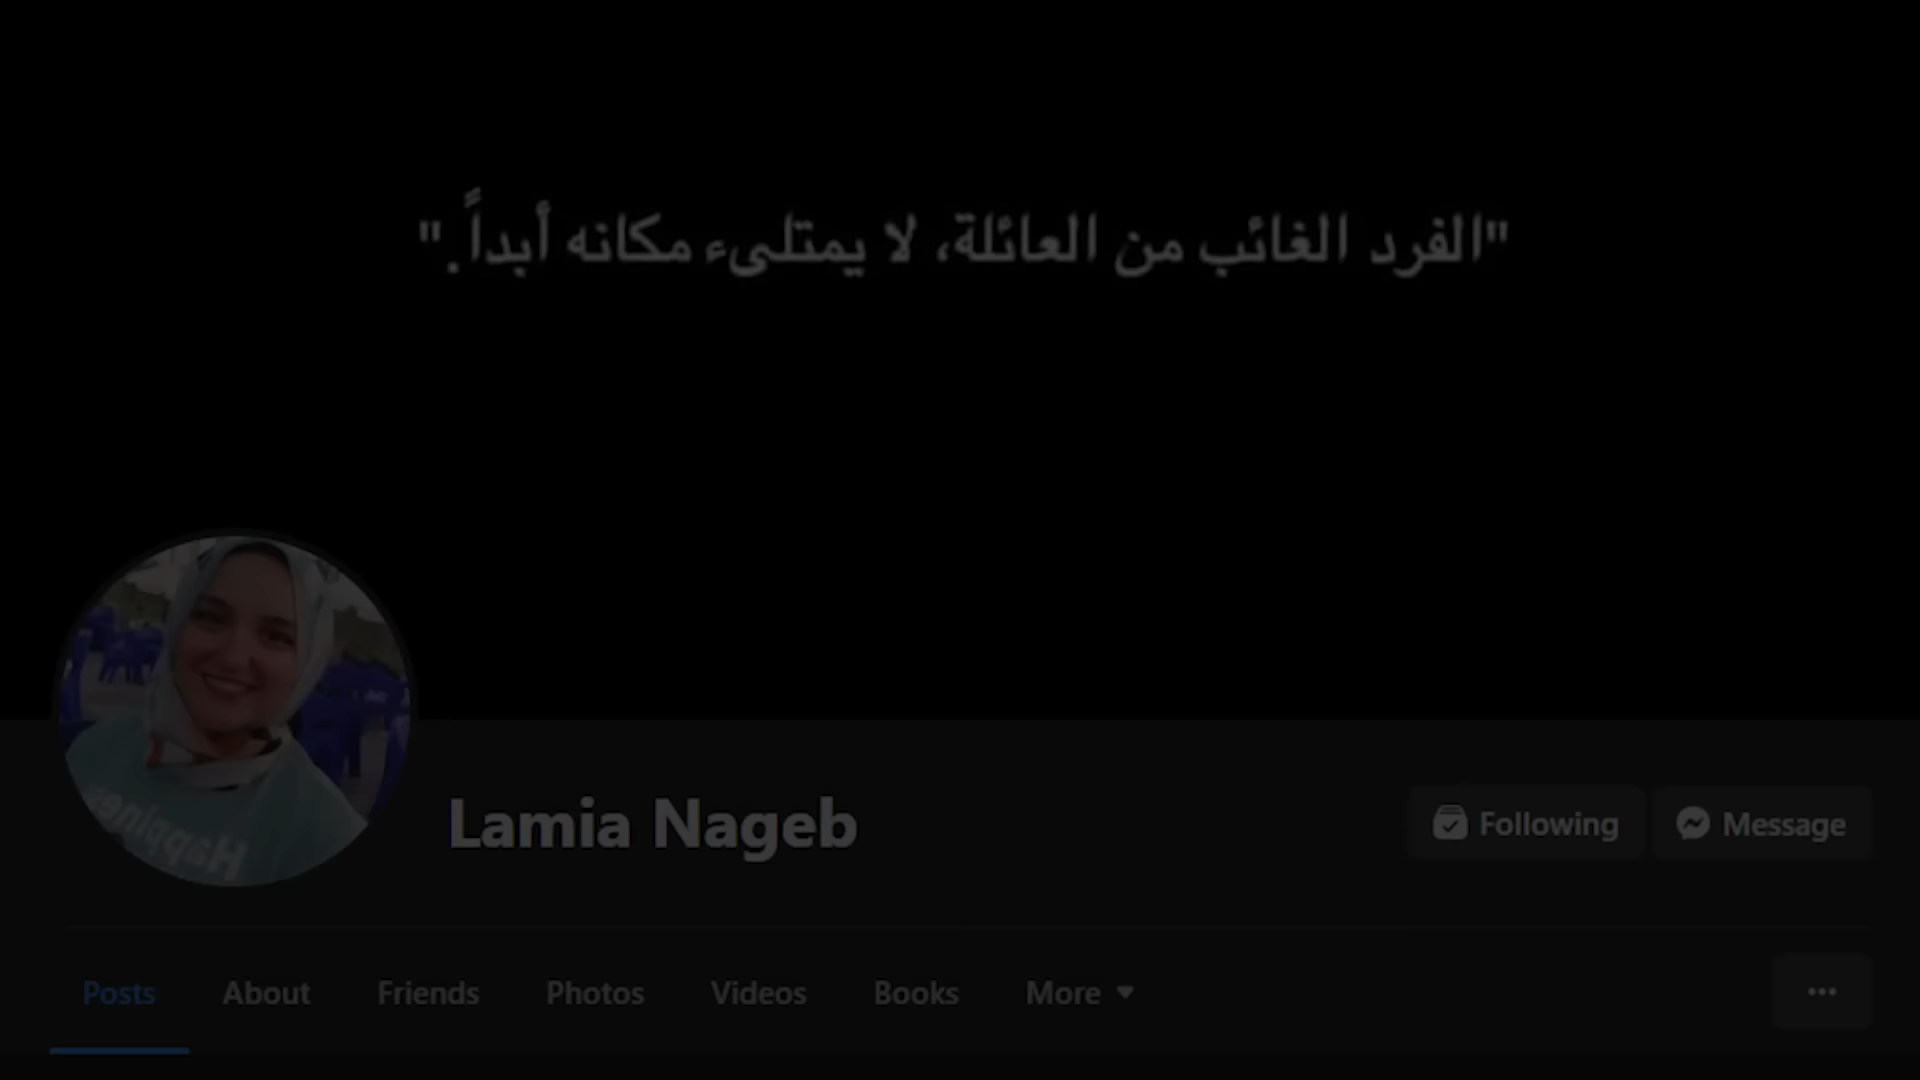 "الفرد الغائب من العائلة، لا يمتلىء مكانه أبداً."
Happines
Lamia Nageb
Following
Message
Posts
About
Friends
Photos
Videos
Books
More